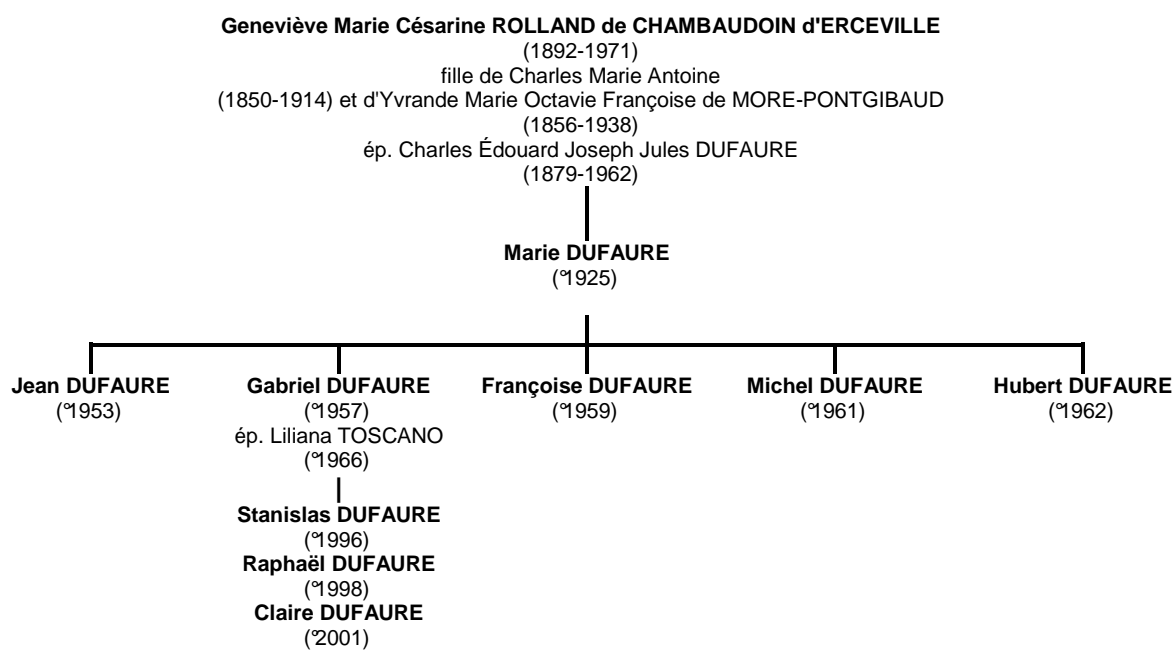 Geneviève Marie Césarine ROLLAND de CHAMBAUDOIN d'ERCEVILLE
(1892-1971)
fille de Charles Marie Antoine
(1850-1914) et d'Yvrande Marie Octavie Françoise de MORE-PONTGIBAUD
(1856-1938)
ép. Charles Édouard Joseph Jules DUFAURE
(1879-1962)
Marie DUFAURE
(°1925)
Jean DUFAURE
(°1953)
Gabriel DUFAURE
(°1957)
ép. Liliana TOSCANO
(°1966)
Stanislas DUFAURE
(°1996)
Raphaël DUFAURE
(°1998)
Claire DUFAURE
(°2001)
Françoise DUFAURE
(°1959)
Michel DUFAURE
(°1961)
Hubert DUFAURE
(°1962)